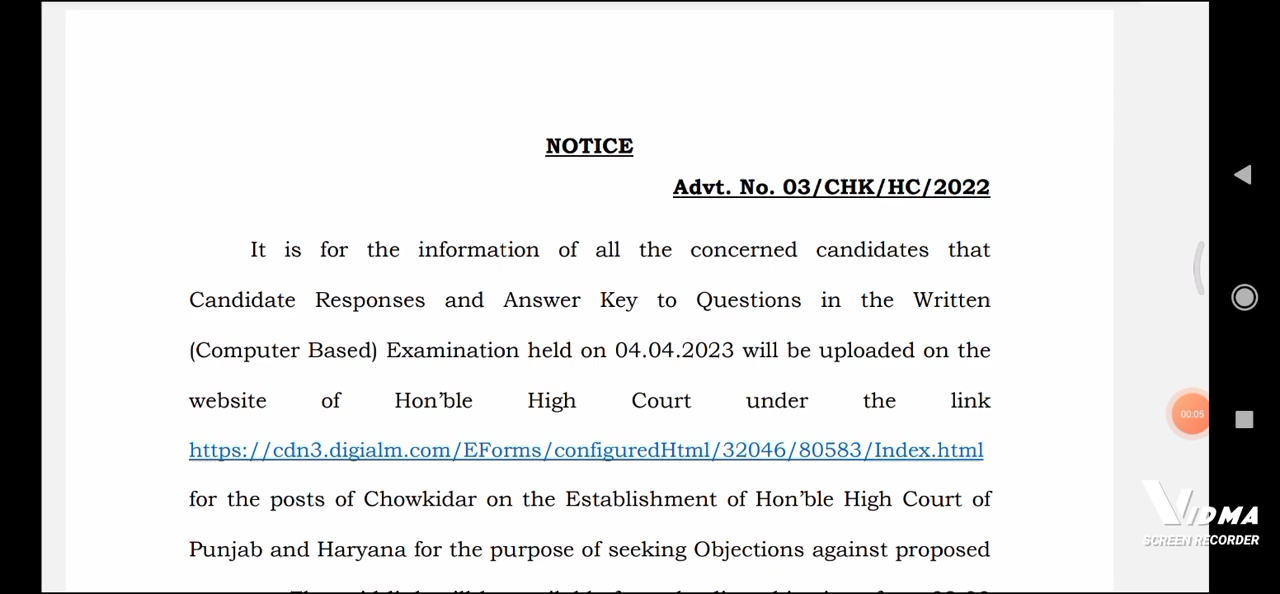 NOTICE
Advt. No. 03/CHK/HC/2022
It is for the information of all the concerned candidates that
Candidate Responses and Answer Key to Questions in the Written
(Computer Based) Examination held on 04.04.2023 will be uploaded on the
website of Hon'ble High Court under the link
https://cdn3.digialm.com/EForms/configuredHtml/32046/80583/Index.html
for the posts of Chowkidar on the Establishment of Hon'ble High Court of
Punjab and Haryana for the purpose of seeking Objections against proposed
00:05
VIDMA
SCREEN RECORDER